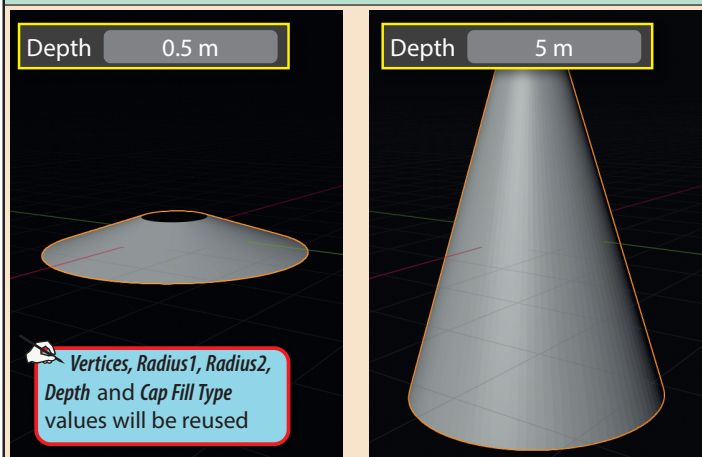 Depth 0.5 m
Depth 5 m
Vertices, Radius1, Radius2,
Depth and Cap Fill Type
values will be reused